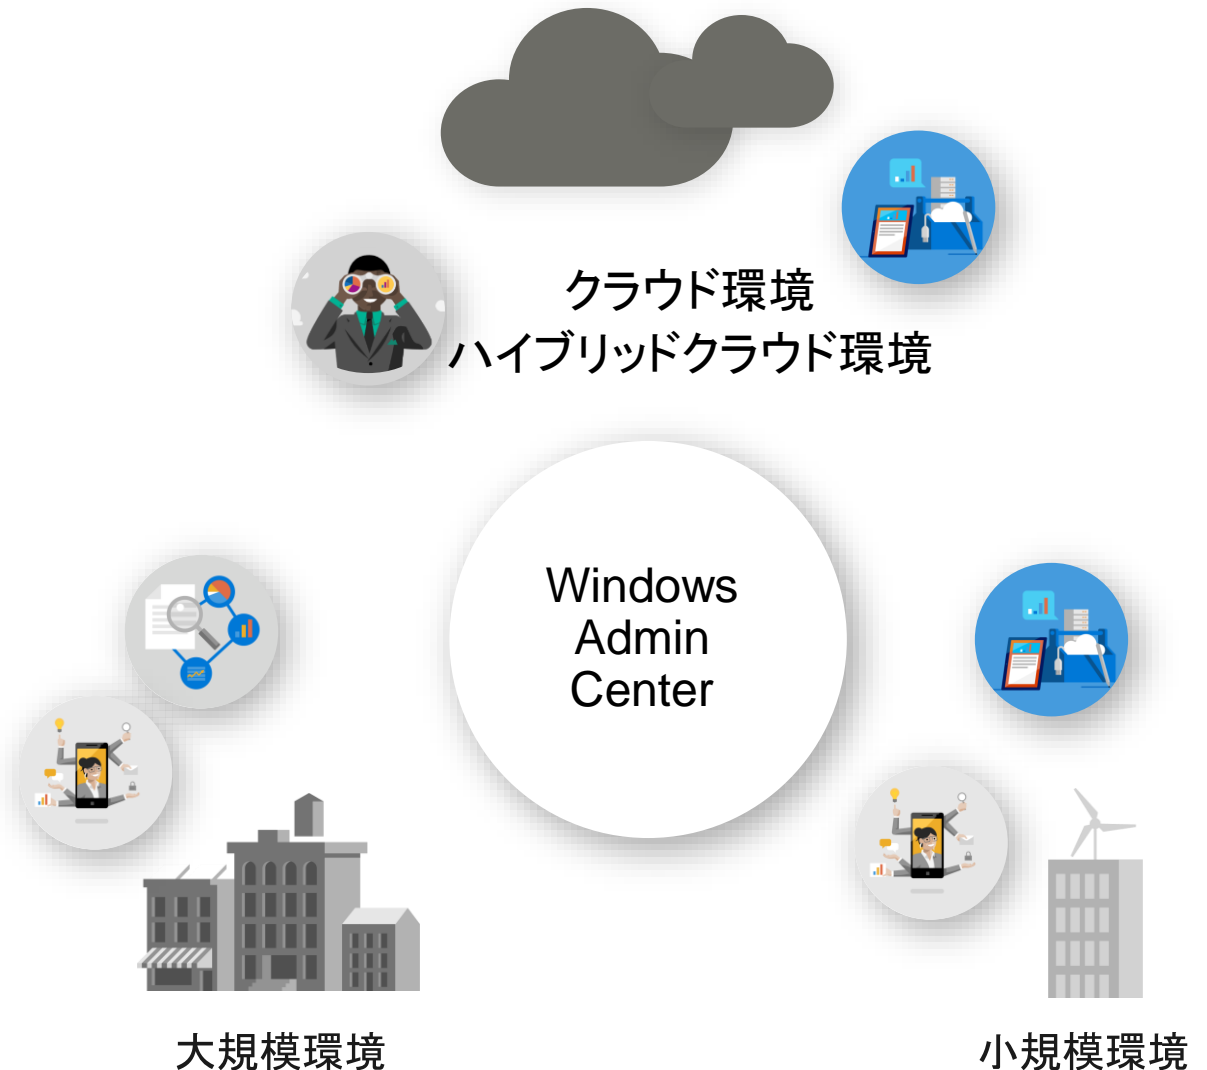 クラウド環境
ハイブリッドクラウド環境
Windows
Admin
Center
大規模環境
小規模環境